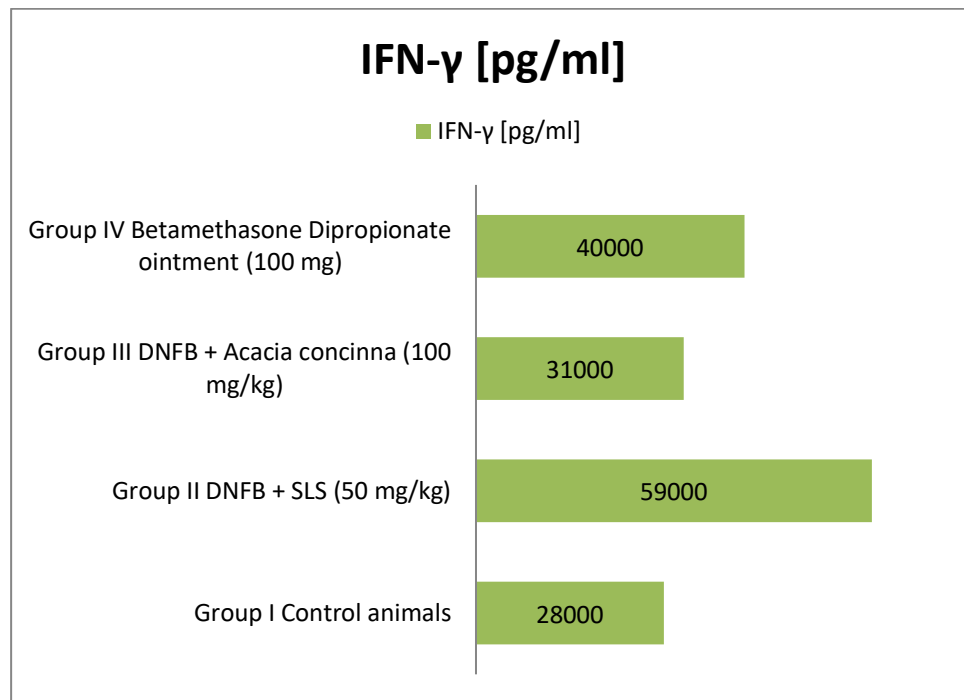 IFN-γ [pg/ml]
IFN-γ [pg/ml]
Group IV Betamethasone Dipropionate
ointment (100 mg)
40000
Group III DNFB + Acacia concinna (100
mg/kg)
31000
Group II DNFB + SLS (50 mg/kg)
59000
Group I Control animals
28000